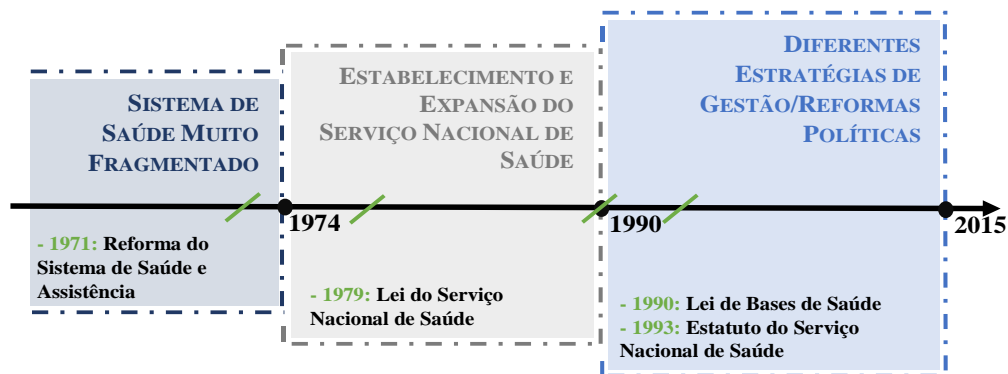 SISTEMA DE
SAÚDE MUITO
FRAGMENTADO
ESTABELECIMENTO E
EXPANSÃO DO
SERVIÇO NACIONAL DE
SAÚDE
DIFERENTES
ESTRATÉGIAS DE
GESTÃO/REFORMAS
POLÍTICAS
1974
1990
2015
- 1971: Reforma do
Sistema de Saúde e
Assistência
- 1979: Lei do Serviço
Nacional de Saúde
- 1990: Lei de Bases de Saúde
- 1993: Estatuto do Serviço
Nacional de Saúde